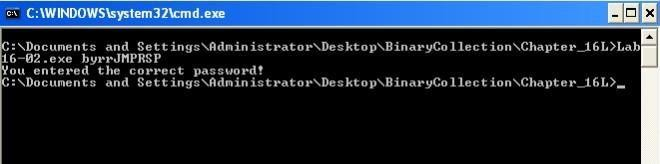 C:\WINDOWS\system32\cmd.exe
C:\Documents and Settings\Administrator\Desktop\BinaryCollection\Chapter_16L>Lab
16-02.exe byrrJMPRSP
You entered the correct password!
C:\Documents and Settings\Administrator\Desktop\BinaryCollection\Chapter_16L>_